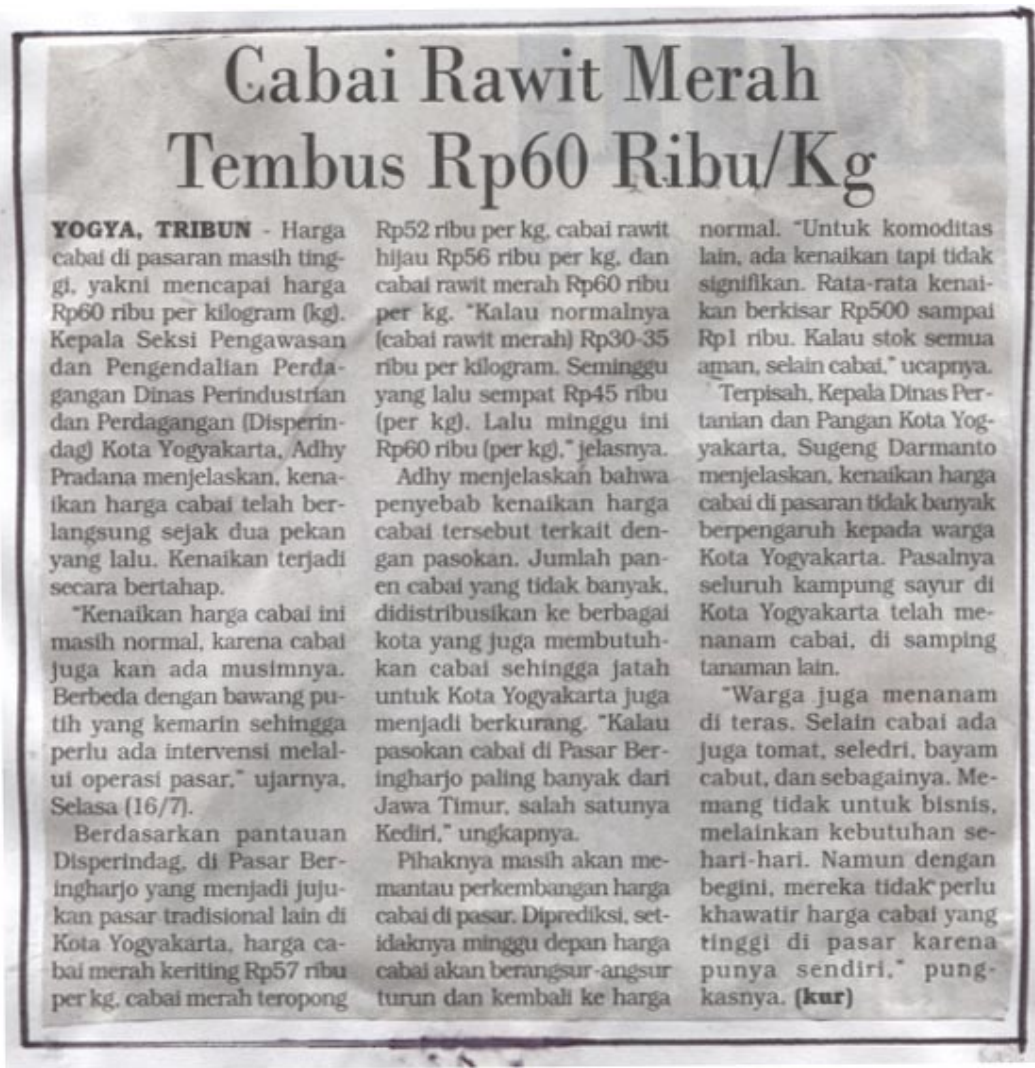 Cabai Rawit Merah
Tembus Rp60 Ribu/Kg
YOGYA, TRIBUN - Harga
cabai di pasaran masih ting-
gi, yakni mencapai harga
Rp60 ribu per kilogram (kg).
Kepala Seksi Pengawasan
dan Pengendalian Perda-
gangan Dinas Perindustrian
dan Perdagangan (Disperin-
dag) Kota Yogyakarta, Adhy
Pradana menjelaskan, kena-
ikan harga cabai telah ber-
langsung sejak dua pekan
yang lalu. Kenaikan terjadi
secara bertahap.
"Kenaikan harga cabai ini
masih normal, karena cabai
juga kan ada musimnya.
Berbeda dengan bawang pu-
tih yang kemarin sehingga
perlu ada intervensi melal-
ui operasi pasar," ujarnya,
Selasa (16/7).
Berdasarkan pantauan
Disperindag, di Pasar Ber-
ingharjo yang menjadi juju-
kan pasar tradisional lain di
Kota Yogyakarta, harga ca-
bai merah keriting Rp57 ribu
per kg, cabai merah teropong
Rp52 ribu per kg, cabai rawit
hijau Rp56 ribu per kg, dan
cabai rawit merah Rp60 ribu
per kg. "Kalau normalnya
(cabai rawit merah) Rp30-35
ribu per kilogram. Seminggu
yang lalu sempat Rp45 ribu
(per kg). Lalu minggu ini
Rp60 ribu (per kg)," jelasnya.
Adhy menjelaskan bahwa
penyebab kenaikan harga
cabai tersebut terkait den-
gan pasokan. Jumlah pan-
en cabai yang tidak banyak,
didistribusikan ke berbagai
kota yang juga membutuh-
kan cabai sehingga jatah
untuk Kota Yogyakarta juga
menjadi berkurang. "Kalau
pasokan cabai di Pasar Ber-
ingharjo paling banyak dari
Jawa Timur, salah satunya
Kediri," ungkapnya.
Pihaknya masih akan me-
mantau perkembangan harga
cabai di pasar. Diprediksi, set-
idaknya minggu depan harga
cabai akan berangsur-angsur
turun dan kembali ke harga
normal. "Untuk komoditas
lain, ada kenaikan tapi tidak
signifikan. Rata-rata kenai-
kan berkisar Rp500 sampai
Rp1 ribu. Kalau stok semua
aman, selain cabai," ucapnya.
Terpisah, Kepala Dinas Per-
tanian dan Pangan Kota Yog-
yakarta, Sugeng Darmanto
menjelaskan, kenaikan harga
cabai di pasaran tidak banyak
berpengaruh kepada warga
Kota Yogyakarta. Pasalnya
seluruh kampung sayur di
Kota Yogyakarta telah me-
nanam cabai, di samping
tanaman lain.
"Warga juga menanam
di teras. Selain cabai ada
juga tomat, seledri, bayam
cabut, dan sebagainya. Me-
mang tidak untuk bisnis,
melainkan kebutuhan se-
hari-hari. Namun dengan
begini, mereka tidak perlu
khawatir harga cabai yang
tinggi di pasar karena
punya sendiri," pung-
kasnya. (kur)